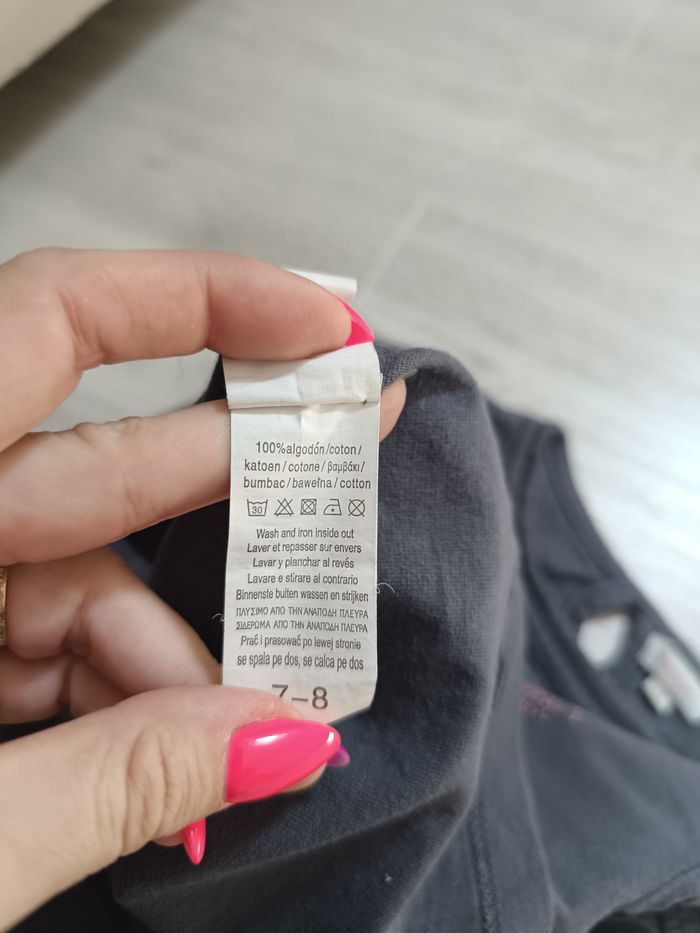 100%algodón/coton/
katoen/cotone/βαμβάκι/
bumbac/bawełna/cotton
30
Wash and iron inside out
Laver et repasser sur envers
Lavar y planchar al revés
Lavare e stirare al contrario
Binnenste buiten wassen en strijken
ΠΛΥΣΙΜΟ ΑΠΟ ΤΗΝ ΑΝΑΠΟΔΗ ΠΛΕΥΡΑ
ΣΙΔΕΡΩΜΑ ΑΠΟ ΤΗΝ ΑΝΑΠΟΔΗ ΠΛΕΥΡΑ
Prać i prasować po lewej stronie
se spala pe dos, se calca pe dos
7–8